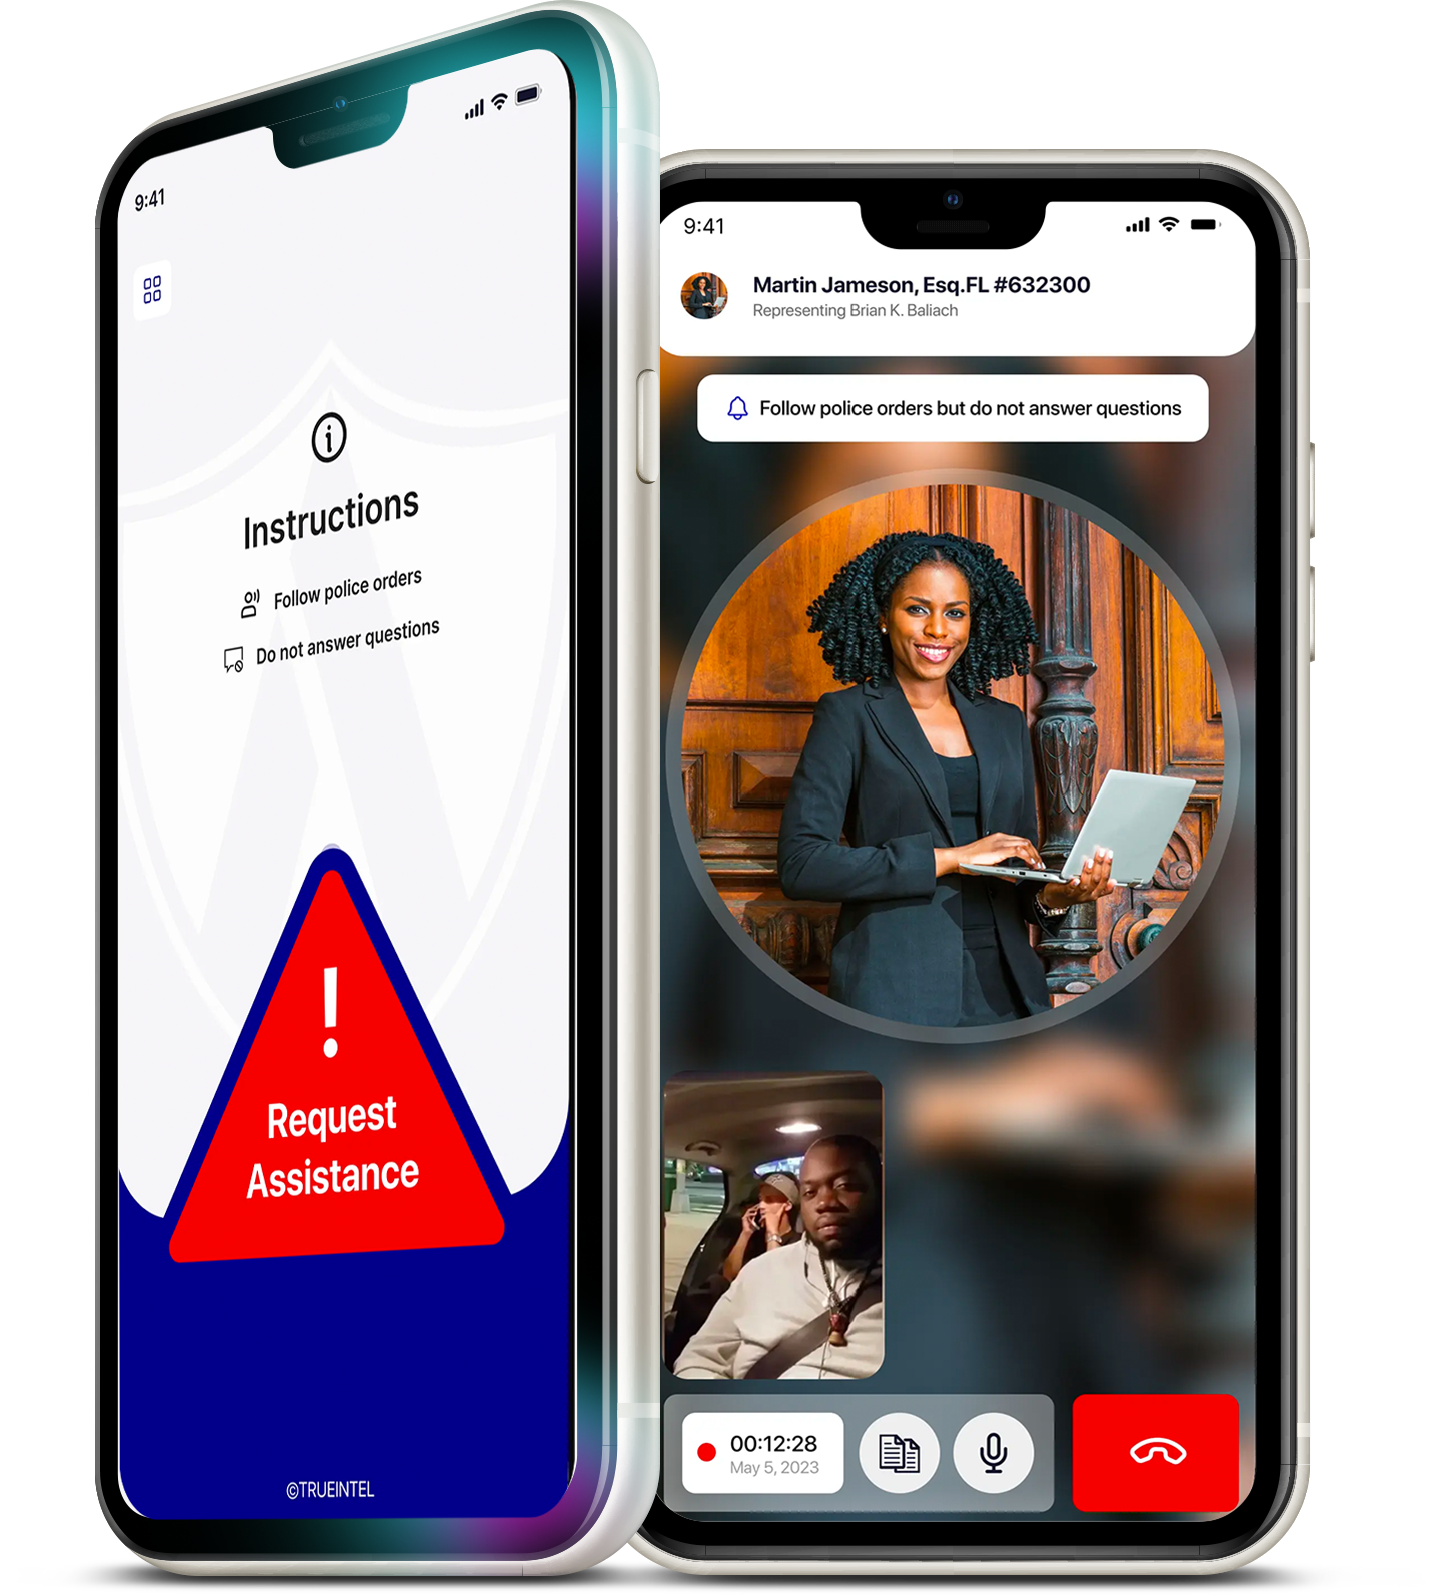 9:41
Instructions
Follow police orders
Do not answer questions
!
Request
Assistance
©TRUEINTEL
9:41
Martin Jameson, Esq.FL #632300
Representing Brian K. Baliach
Follow police orders but do not answer questions
00:12:28
May 5, 2023